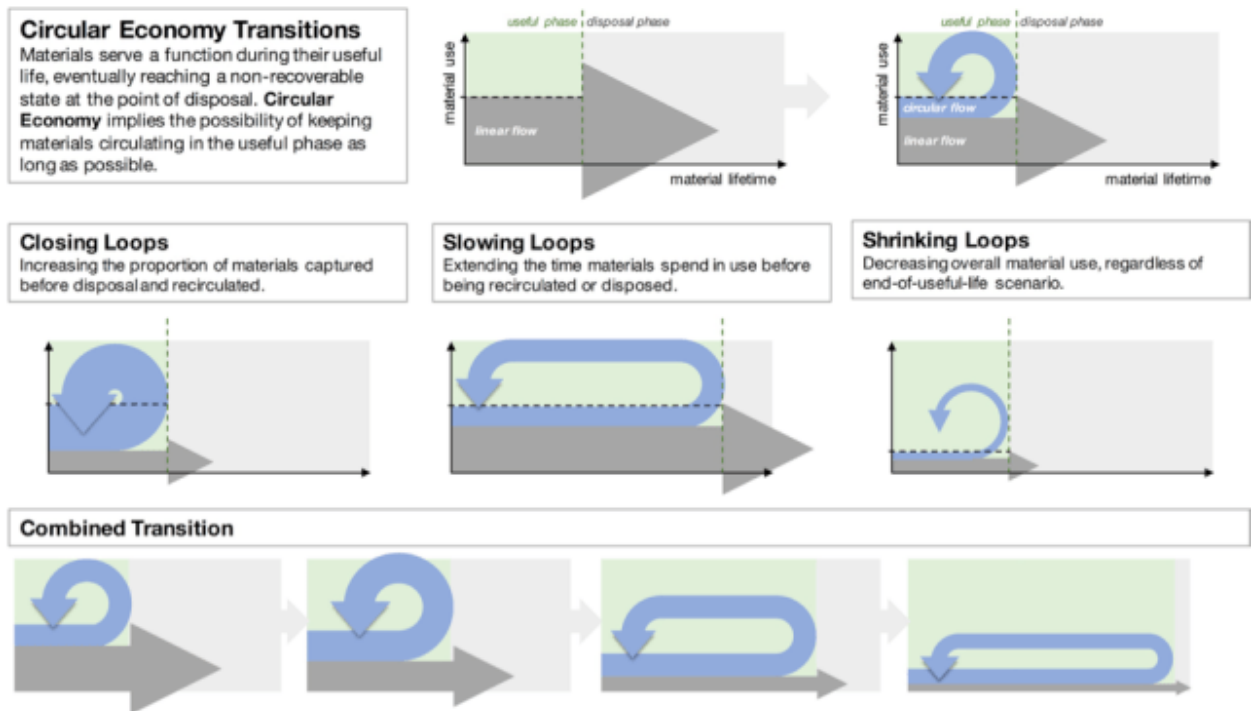 Circular Economy Transitions
Materials serve a function during their useful
life, eventually reaching a non-recoverable
state at the point of disposal. Circular
Economy implies the possibility of keeping
materials circulating in the useful phase as
long as possible.
useful phase disposal phase
material use
linear flow
material lifetime
useful phase disposal phase
material use
circular flow
linear flow
material lifetime
Closing Loops
Increasing the proportion of materials captured
before disposal and recirculated.
Slowing Loops
Extending the time materials spend in use before
being recirculated or disposed.
Shrinking Loops
Decreasing overall material use, regardless of
end-of-useful-life scenario.
Combined Transition